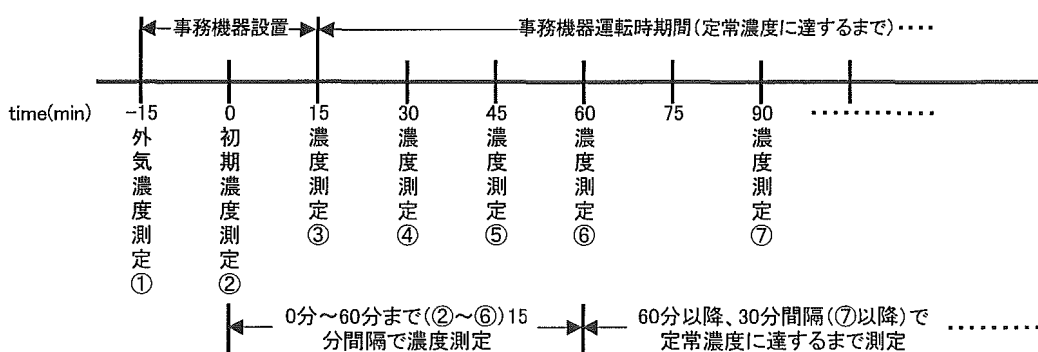 事務機器設置
事務機器運転時期間(定常濃度に達するまで)‥‥
time(min)
-15 0 15 30 45 60 75 90 ‥‥‥
外気濃度測定①
初期濃度測定②
濃度測定③
濃度測定④
濃度測定⑤
濃度測定⑥
濃度測定⑦
0分～60分まで(②～⑥)15
分間隔で濃度測定
60分以降、30分間隔(⑦以降)で
定常濃度に達するまで測定 ‥‥‥